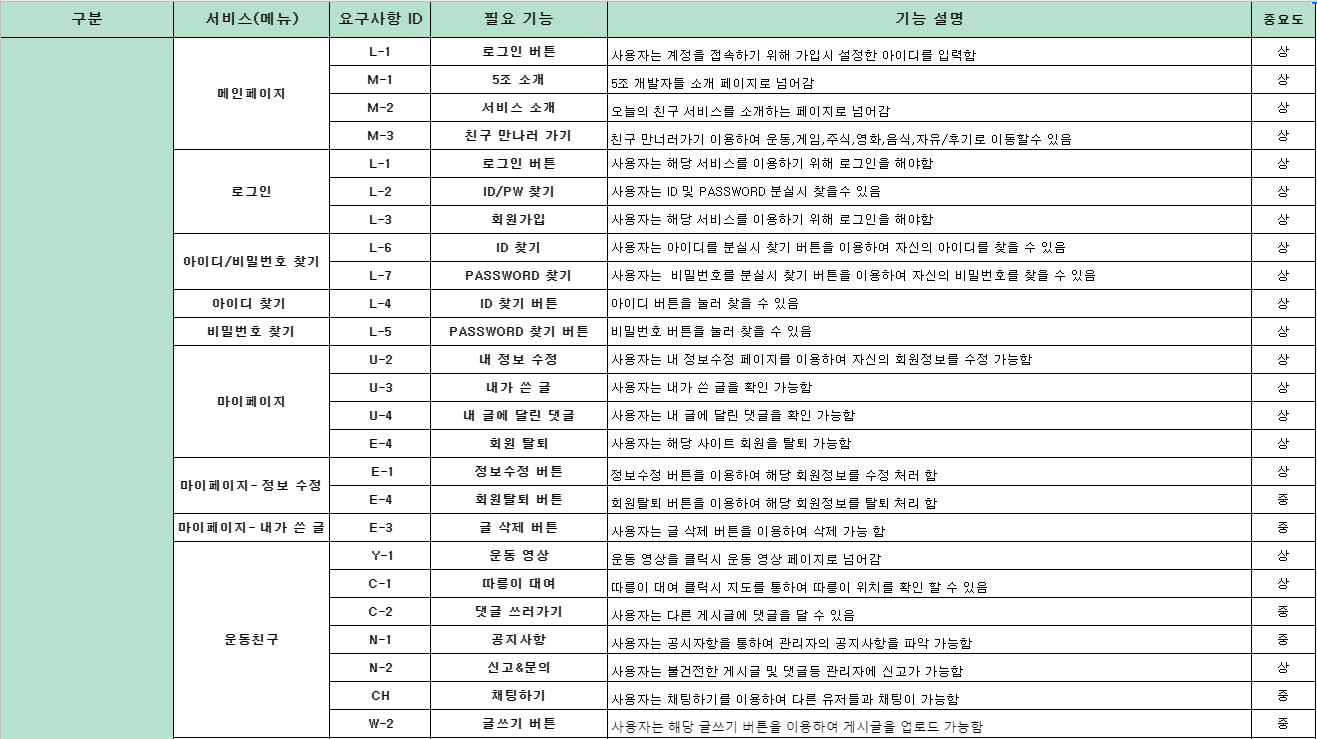 구분 서비스(메뉴) 요구사항 ID 필요 기능 기능 설명 중요도
메인페이지
L-1 로그인 버튼 사용자는 계정을 접속하기 위해 가입시 설정한 아이디를 입력함 상
M-1 5조 소개 5조 개발자들 소개 페이지로 넘어감 상
M-2 서비스 소개 오늘의 친구 서비스를 소개하는 페이지로 넘어감 상
M-3 친구 만나러 가기 친구 만너러가기 이용하여 운동,게임,주식,영화,음식,자유/후기로 이동할수 있음 상
로그인
L-1 로그인 버튼 사용자는 해당 서비스를 이용하기 위해 로그인을 해야함 상
L-2 ID/PW 찾기 사용자는 ID 및 PASSWORD 분실시 찾을수 있음 상
L-3 회원가입 사용자는 해당 서비스를 이용하기 위해 로그인을 해야함 상
아이디/비밀번호 찾기
L-6 ID 찾기 사용자는 아이디를 분실시 찾기 버튼을 이용하여 자신의 아이디를 찾을 수 있음 상
L-7 PASSWORD 찾기 사용자는 비밀번호를 분실시 찾기 버튼을 이용하여 자신의 비밀번호를 찾을 수 있음 상
아이디 찾기 L-4 ID 찾기 버튼 아이디 버튼을 눌러 찾을 수 있음 상
비밀번호 찾기 L-5 PASSWORD 찾기 버튼 비밀번호 버튼을 눌러 찾을 수 있음 상
마이페이지
U-2 내 정보 수정 사용자는 내 정보수정 페이지를 이용하여 자신의 회원정보를 수정 가능함 상
U-3 내가 쓴 글 사용자는 내가 쓴 글을 확인 가능함 상
U-4 내 글에 달린 댓글 사용자는 내 글에 달린 댓글을 확인 가능함 상
E-4 회원 탈퇴 사용자는 해당 사이트 회원을 탈퇴 가능함 상
마이페이지- 정보 수정
E-1 정보수정 버튼 정보수정 버튼을 이용하여 해당 회원정보를 수정 처러 함 상
E-4 회원탈퇴 버튼 회원탈퇴 버튼을 이용하여 해당 회원정보를 탈퇴 처리 함 중
마이페이지- 내가 쓴 글 E-3 글 삭제 버튼 사용자는 글 삭제 버튼을 이용하여 삭제 가능 함 중
운동친구
Y-1 운동 영상 운동 영상을 클릭시 운동 영상 페이지로 넘어감 상
C-1 따릉이 대여 따릉이 대여 클릭시 지도를 통하여 따릉이 위치를 확인 할 수 있음 상
C-2 댓글 쓰러가기 사용자는 다른 게시글에 댓글을 달 수 있음 중
N-1 공지사항 사용자는 공시자항을 통하여 관리자의 공지사항을 파악 가능함 중
N-2 신고&문의 사용자는 불건전한 게시글 및 댓글등 관리자에 신고가 가능함 상
CH 채팅하기 사용자는 채팅하기를 이용하여 다른 유저들과 채팅이 가능함 중
W-2 글쓰기 버튼 사용자는 해당 글쓰기 버튼을 이용하여 게시글을 업로드 가능함 중